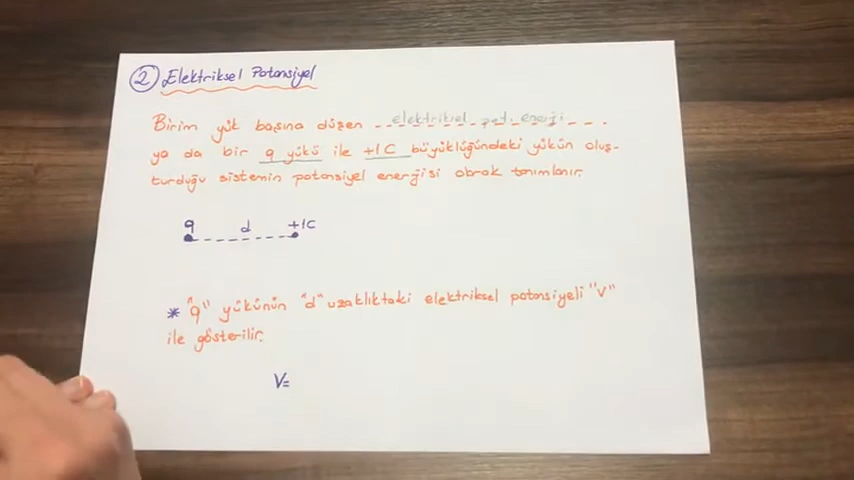 2 Elektriksel Potansiyel
Birim yük başına düşen elektriksel pot. enerji.
ya da bir q yükü ile +1C büyüklüğündeki yükün oluş-
turduğu sistemin potansiyel enerjisi olarak tanımlanır.
q d +1C
* "q" yükünün "d" uzaklıktaki elektriksel potansiyeli "V"
ile gösterilir.
V=